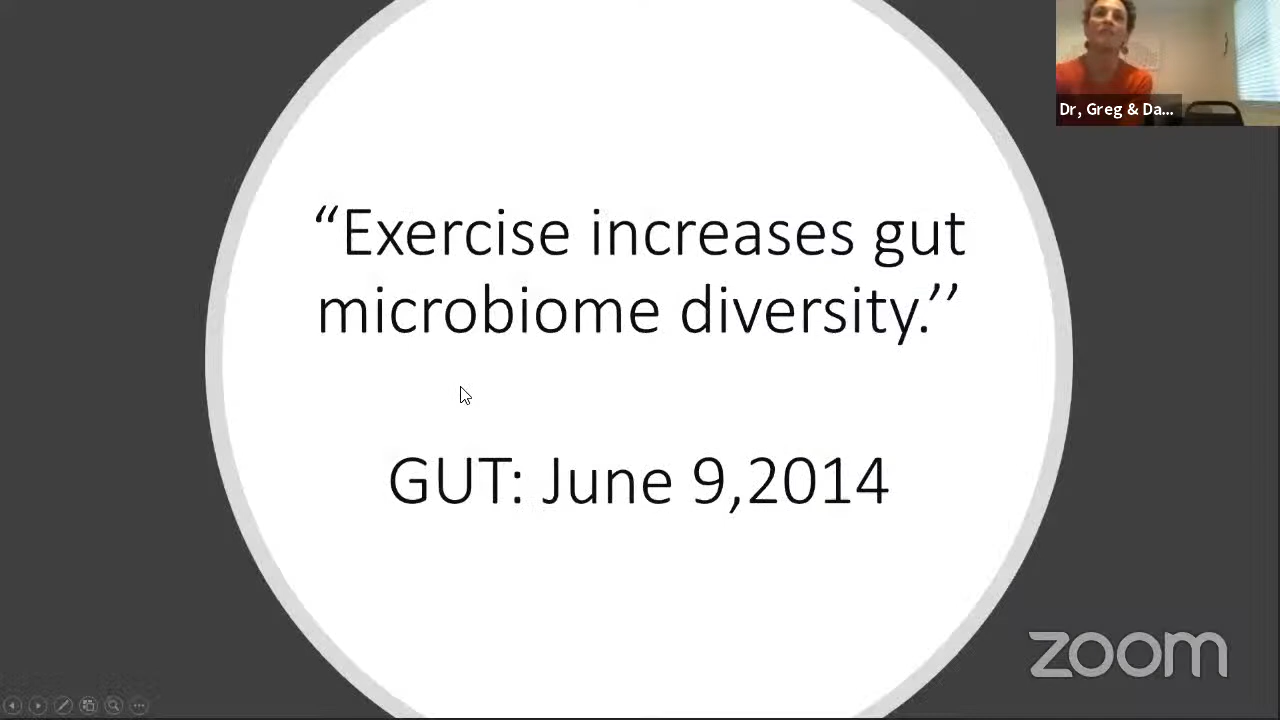 Dr, Greg & Da...
“Exercise increases gut
microbiome diversity.’’
GUT: June 9,2014
zoom